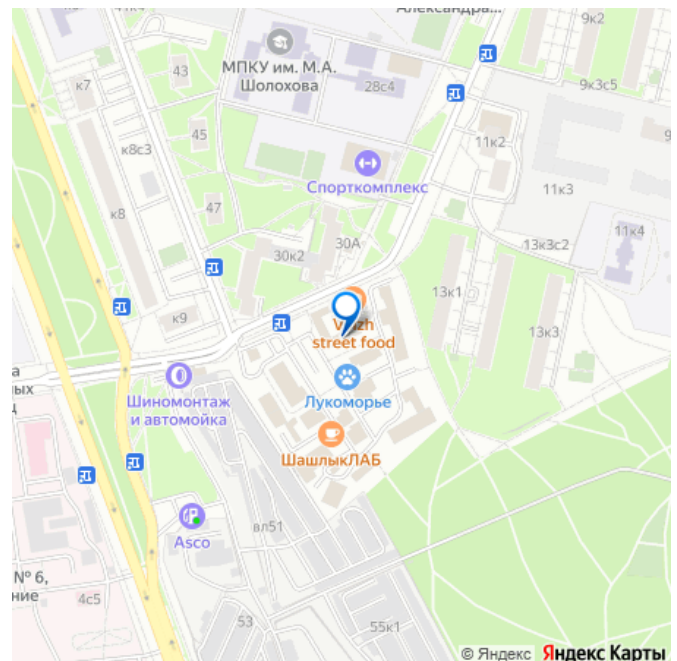 Александра...
9к2
к7
43
МПКУ им. М.А.
Шолохова
28с4
9к3с5
45
к8с3
11к2
Спорткомплекс
11к3
к8
47
30А
30к2
13к3с2
11к4
13к1
к9
street food
13к3
Шиномонтаж
и автомойка
Лукоморье
ШашлыкЛАБ
вл51
Asco
№ 6,
4с5
53
55к1
© Яндекс Яндекс Карты